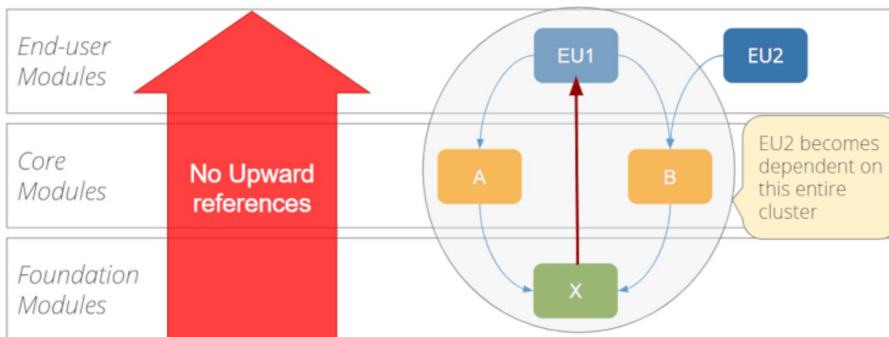 End-user
Modules
EU1
EU2
Core
Modules
No Upward
references
A
B
EU2 becomes
dependent on
this entire
cluster
Foundation
Modules
X